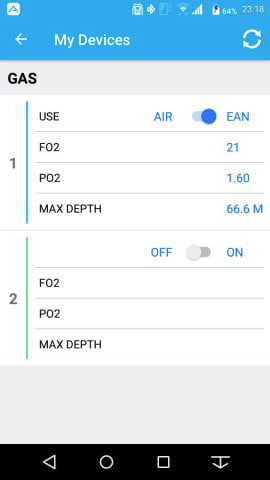 64% 23:18
My Devices
GAS
USE AIR EAN
FO2 21
1
PO2 1.60
MAX DEPTH 66.6 M
OFF ON
FO2
2
PO2
MAX DEPTH